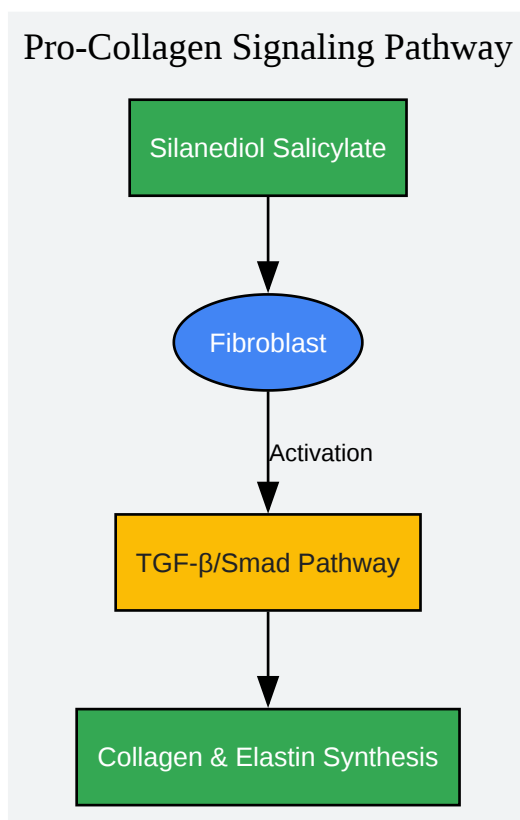 Pro-Collagen Signaling Pathway
Silanediol Salicylate
Fibroblast
Activation
TGF-β/Smad Pathway
Collagen & Elastin Synthesis